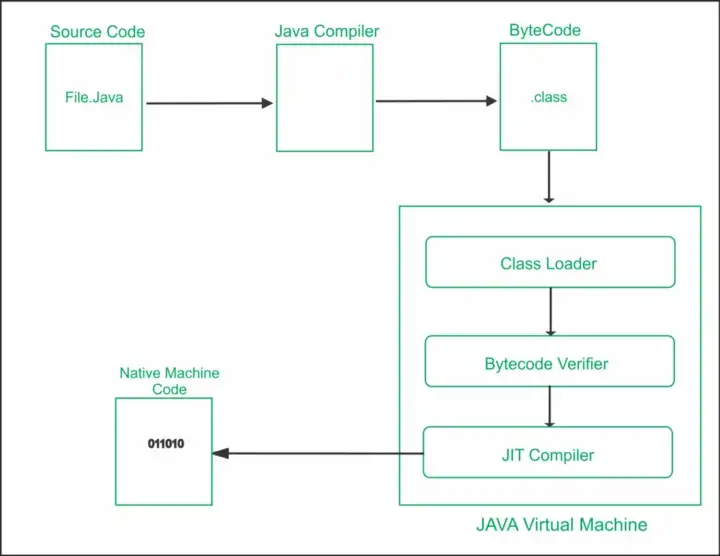 Source Code
Java Compiler
ByteCode
File.Java
.class
Class Loader
Bytecode Verifier
Native Machine
Code
011010
JIT Compiler
JAVA Virtual Machine